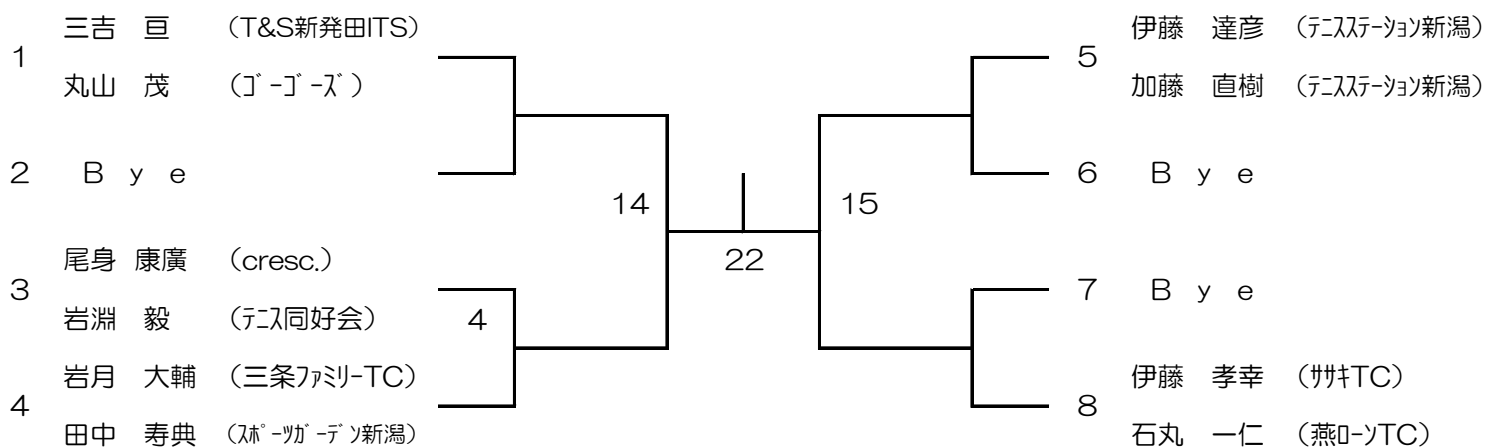 1
三吉　亘　（T&S新発田ITS）
丸山　茂　（ｺﾞｰｺﾞｰｽﾞ）
2　Ｂ ｙ ｅ
3
尾身　康廣　（cresc.）
岩淵　毅　（ﾃﾆｽ同好会）
4
4
岩月　大輔　（三条ﾌｧﾐﾘｰTC）
田中　寿典　（ｽﾎﾟｰﾂｶﾞｰﾃﾞﾝ新潟）
14
22
15
5
伊藤　達彦　（ﾃﾆｽｽﾃｰｼｮﾝ新潟）
加藤　直樹　（ﾃﾆｽｽﾃｰｼｮﾝ新潟）
6　Ｂ ｙ ｅ
7　Ｂ ｙ ｅ
8
伊藤　孝幸　（ｻｻｷTC）
石丸　一仁　（燕ﾛｰﾝTC）